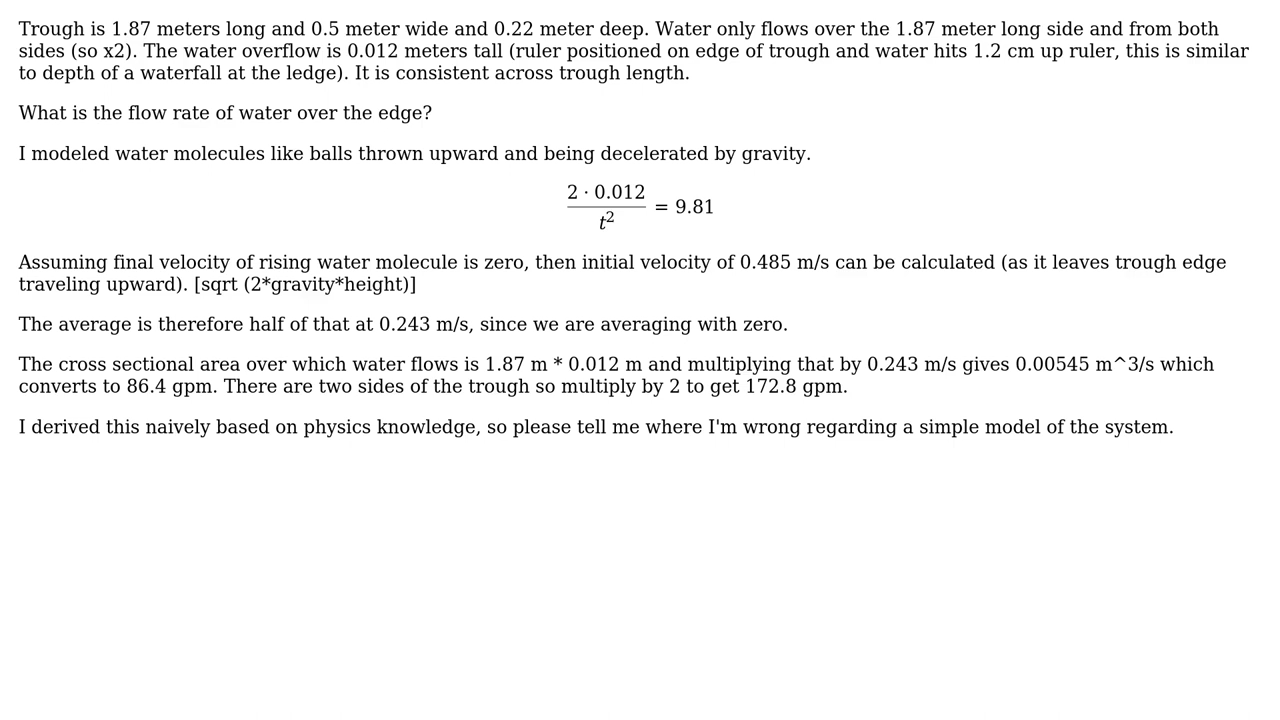 Trough is 1.87 meters long and 0.5 meter wide and 0.22 meter deep. Water only flows over the 1.87 meter long side and from both
sides (so x2). The water overflow is 0.012 meters tall (ruler positioned on edge of trough and water hits 1.2 cm up ruler, this is similar
to depth of a waterfall at the ledge). It is consistent across trough length.
What is the flow rate of water over the edge?
I modeled water molecules like balls thrown upward and being decelerated by gravity.
\frac{2 · 0.012}{t^2} = 9.81
Assuming final velocity of rising water molecule is zero, then initial velocity of 0.485 m/s can be calculated (as it leaves trough edge
traveling upward). [sqrt (2*gravity*height)]
The average is therefore half of that at 0.243 m/s, since we are averaging with zero.
The cross sectional area over which water flows is 1.87 m * 0.012 m and multiplying that by 0.243 m/s gives 0.00545 m^3/s which
converts to 86.4 gpm. There are two sides of the trough so multiply by 2 to get 172.8 gpm.
I derived this naively based on physics knowledge, so please tell me where I'm wrong regarding a simple model of the system.